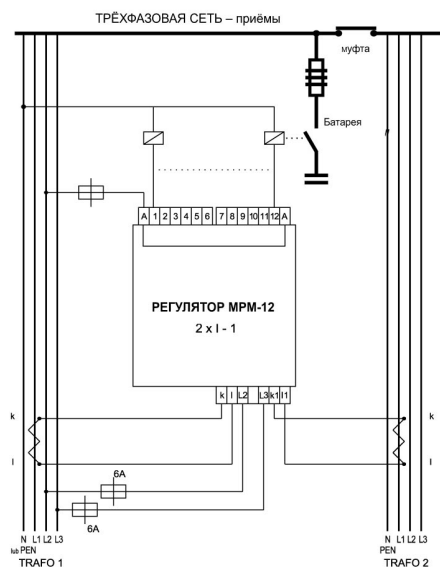 ТРЁХФАЗОВАЯ СЕТЬ – приёмы
муфта
Батарея
A 1 2 3 4 5 6 7 8 9 10 11 12 A
РЕГУЛЯТОР МРМ-12
2 x I - 1
k l L2 L3 k1 l1
k
l
k
l
6A
6A
N L1 L2 L3
lub PEN
TRAFO 1
N L1 L2 L3
PEN
TRAFO 2